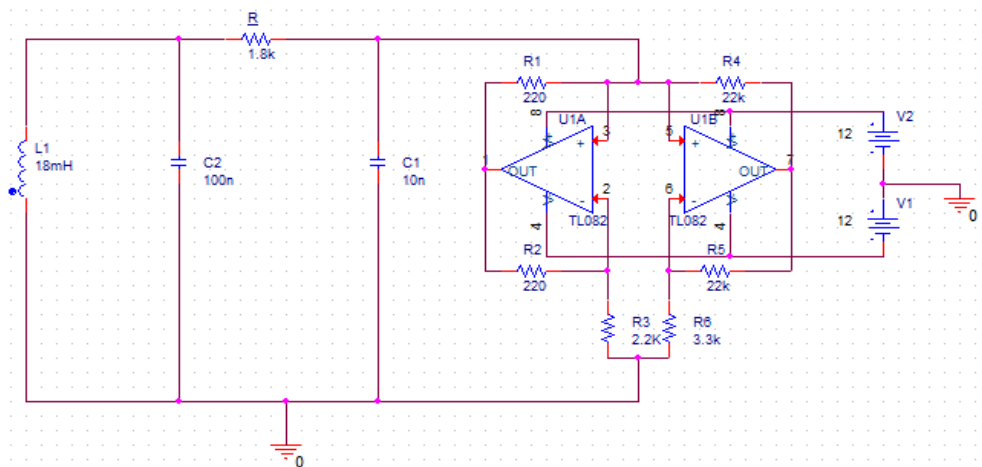 R
1.8k
R1
220
R4
22k
U1A
U1B
8
8
V2
12
3
5
+
+
L1
18mH
C2
100n
C1
10n
1
OUT
OUT
7
2
6
-
-
TL082
TL082
4
4
V1
12
0
R2
220
R5
22k
R3
2.2K
R6
3.3k
0